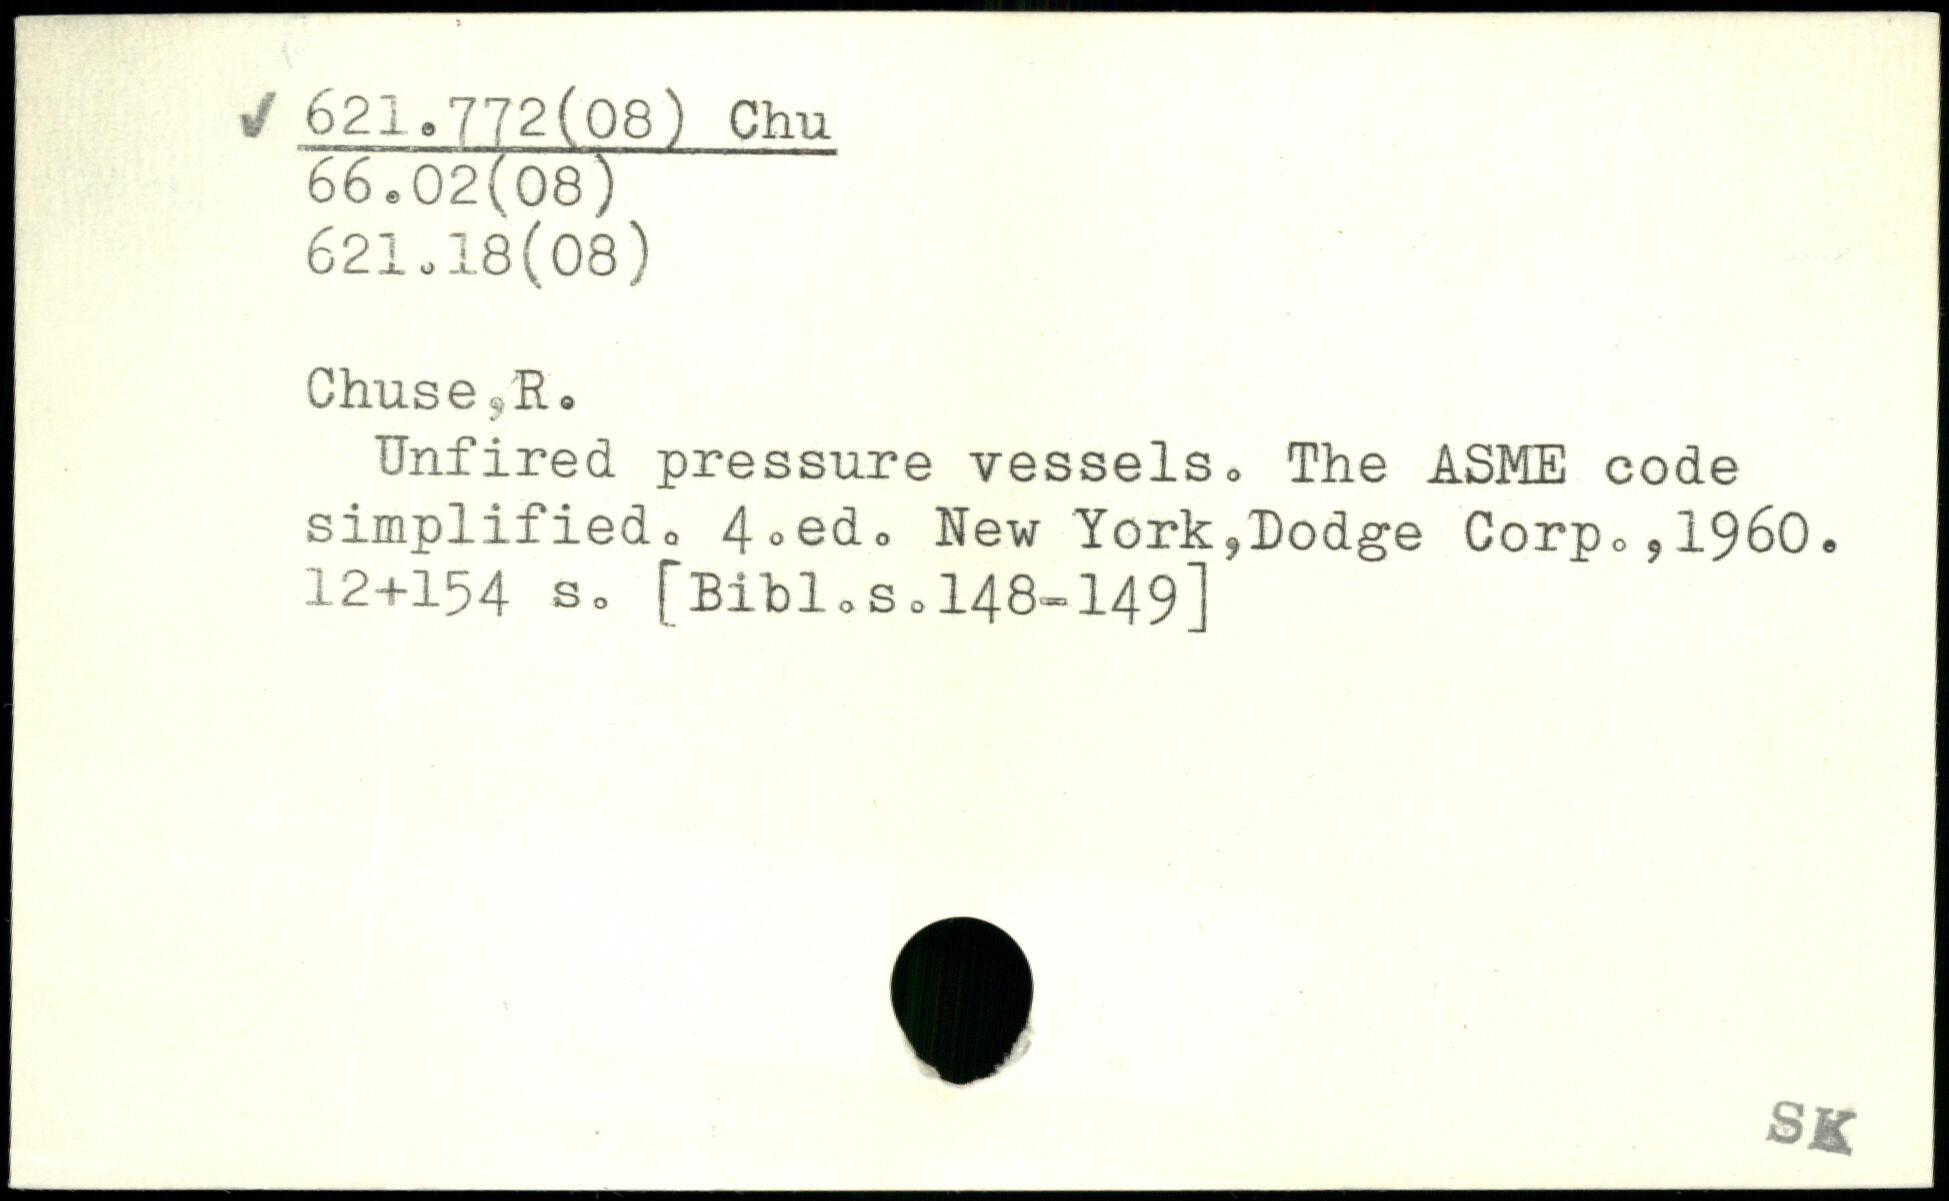 ✓ 621.772(08) Chu
66.02(08)
621.18(08)
Chuse,R.
Unfired pressure vessels. The ASME code
simplified. 4.ed. New York,Dodge Corp.,1960.
12+154 s. [Bibl.s.148-149]
SK